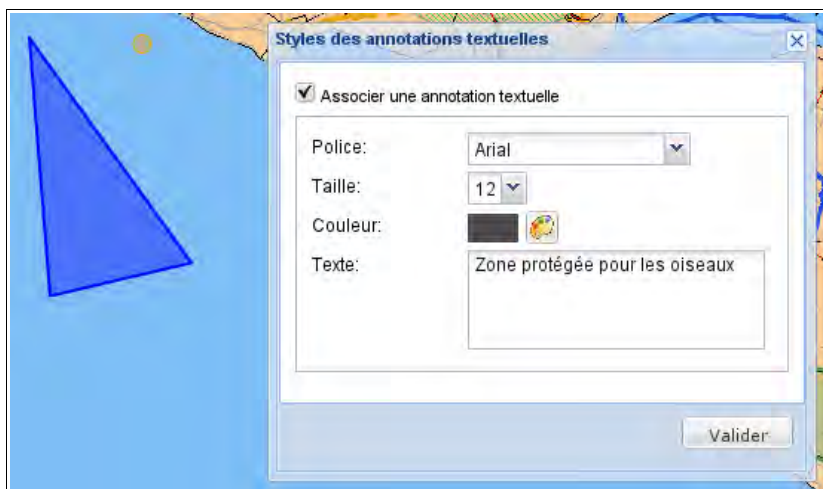 Styles des annotations textuelles
Associer une annotation textuelle
Police:
Arial
Taille:
12
Couleur:
Texte:
Zone protégée pour les oiseaux
Valider